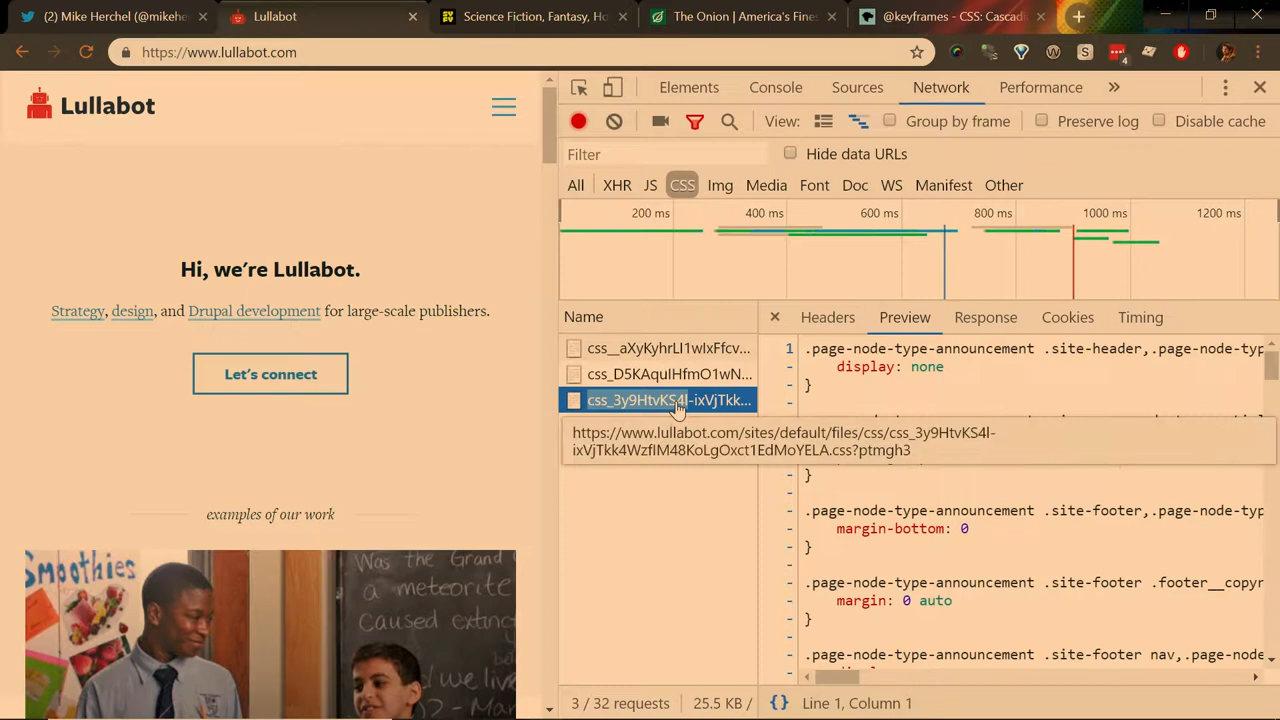 (2) Mike Herchel (@mikehe
Lullabot
Science Fiction, Fantasy, Ho
The Onion | America's Fines
@keyframes - CSS: Cascadi
https://www.lullabot.com
4
Lullabot
Hi, we're Lullabot.
Strategy, design, and Drupal development for large-scale publishers.
Let's connect
examples of our work
Smoothies
Was the Grand
a meteorite
caused extinct
Elements Console Sources Network Performance
View: Group by frame Preserve log Disable cache
Filter Hide data URLs
All XHR JS CSS Img Media Font Doc WS Manifest Other
200 ms 400 ms 600 ms 800 ms 1000 ms 1200 ms
Name
css__aXyKyhrLI1wIxFfcv...
css_D5KAquIHfmO1wN...
css_3y9HtvKS4l-ixVjTkk...
https://www.lullabot.com/sites/default/files/css/css_3y9HtvKS4l-
ixVjTkk4WzfIM48KoLgOxct1EdMoYELA.css?ptmgh3
Headers Preview Response Cookies Timing
1 .page-node-type-announcement .site-header,.page-node-typ
- display: none
- }
-
- }
-
- .page-node-type-announcement .site-footer,.page-node-typ
- margin-bottom: 0
- }
-
- .page-node-type-announcement .site-footer .footer__copyr
- margin: 0 auto
- }
-
- .page-node-type-announcement .site-footer nav,.page-node
3 / 32 requests 25.5 KB /
{} Line 1, Column 1